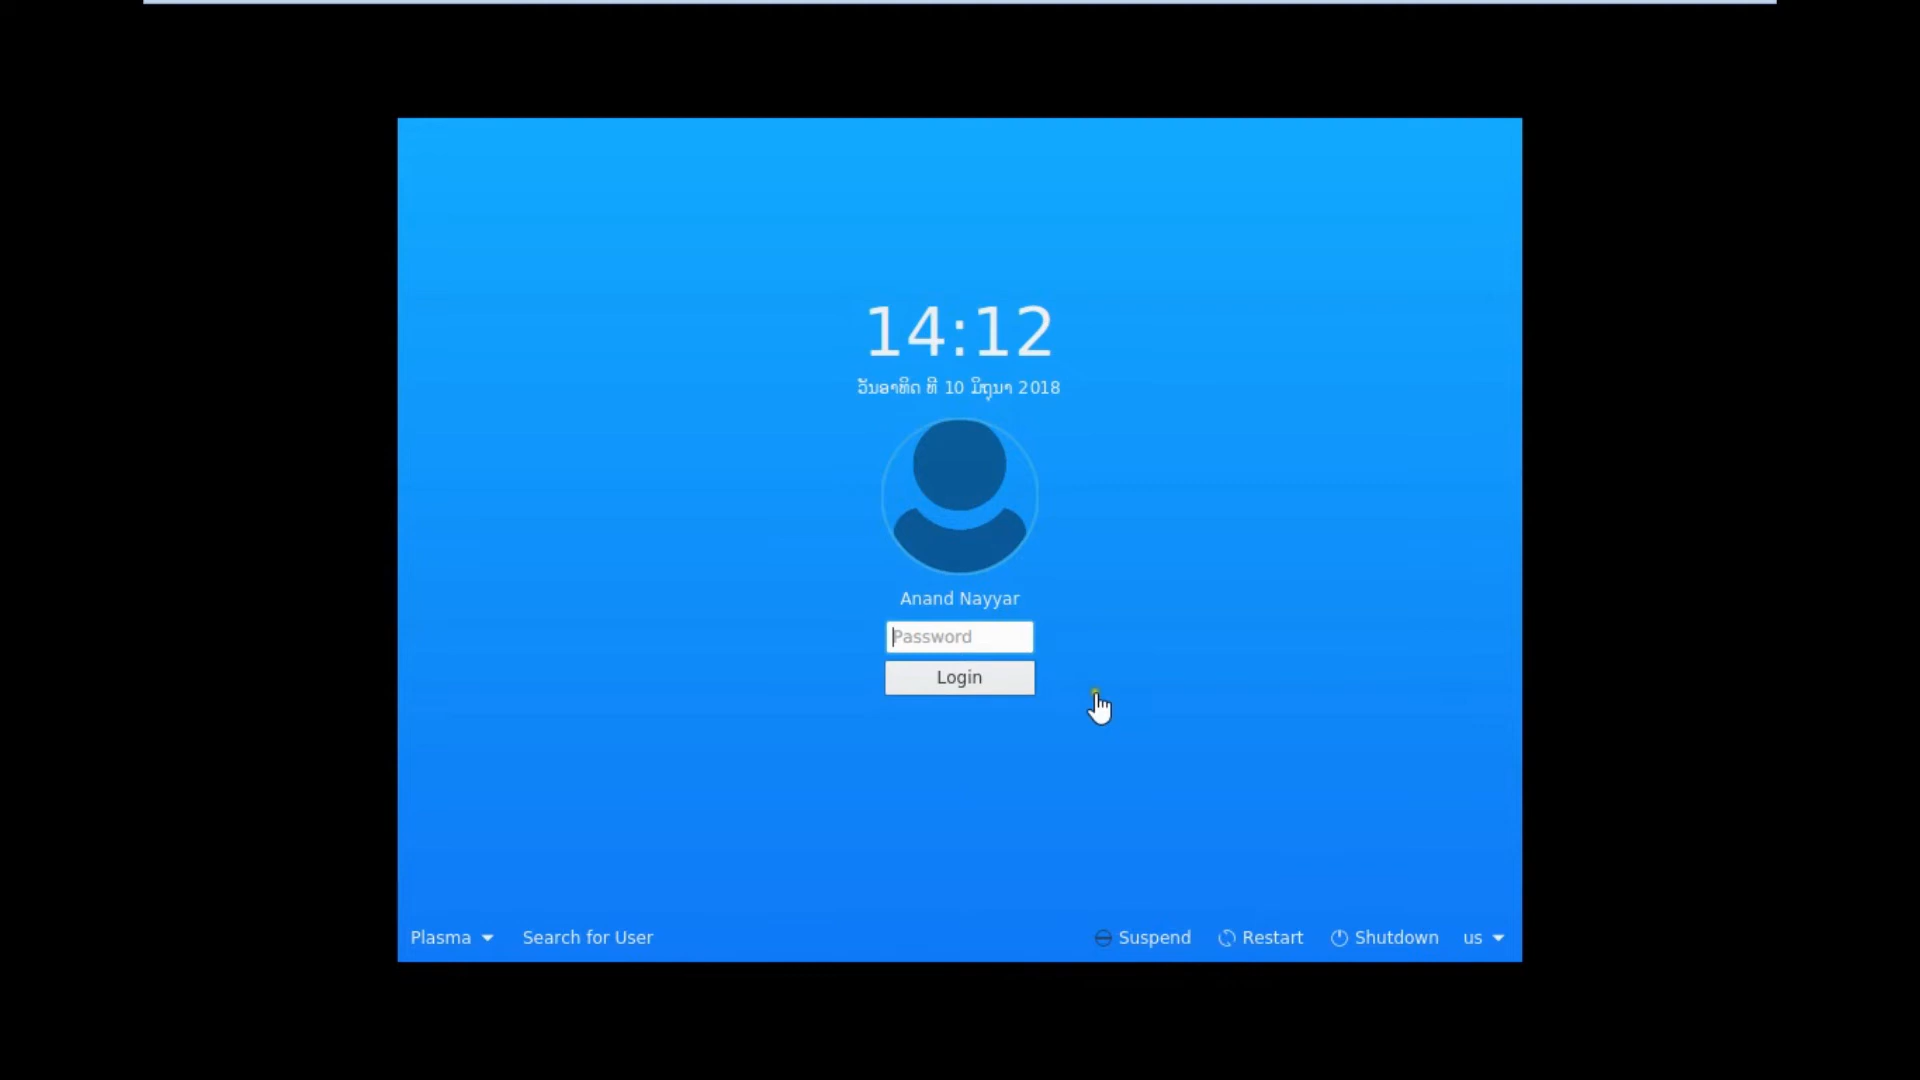 14:12
ວັນອາທິດ ທີ 10 ມິຖຸນາ 2018
Anand Nayyar
Password
Login
Plasma Search for User Suspend Restart Shutdown us